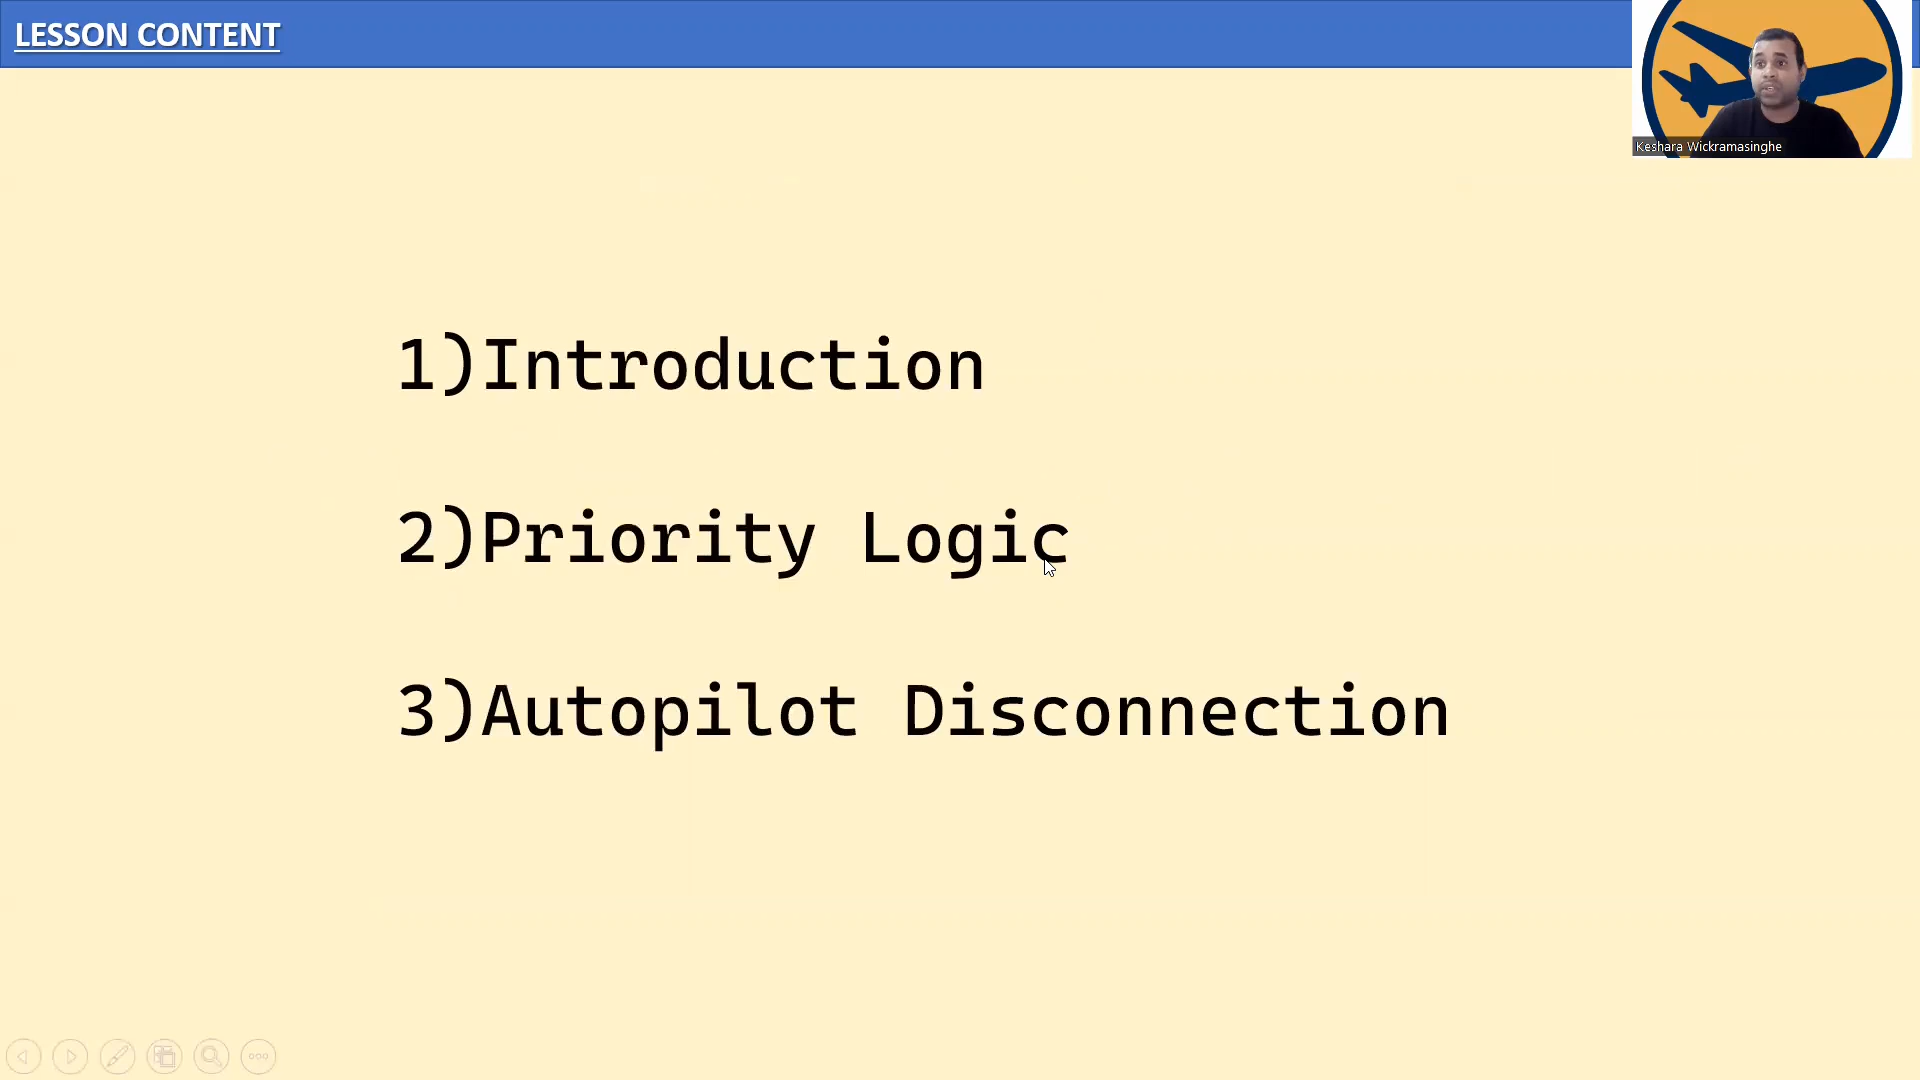 LESSON CONTENT
Keshara Wickramasinghe
1)Introduction
2)Priority Logic
3)Autopilot Disconnection